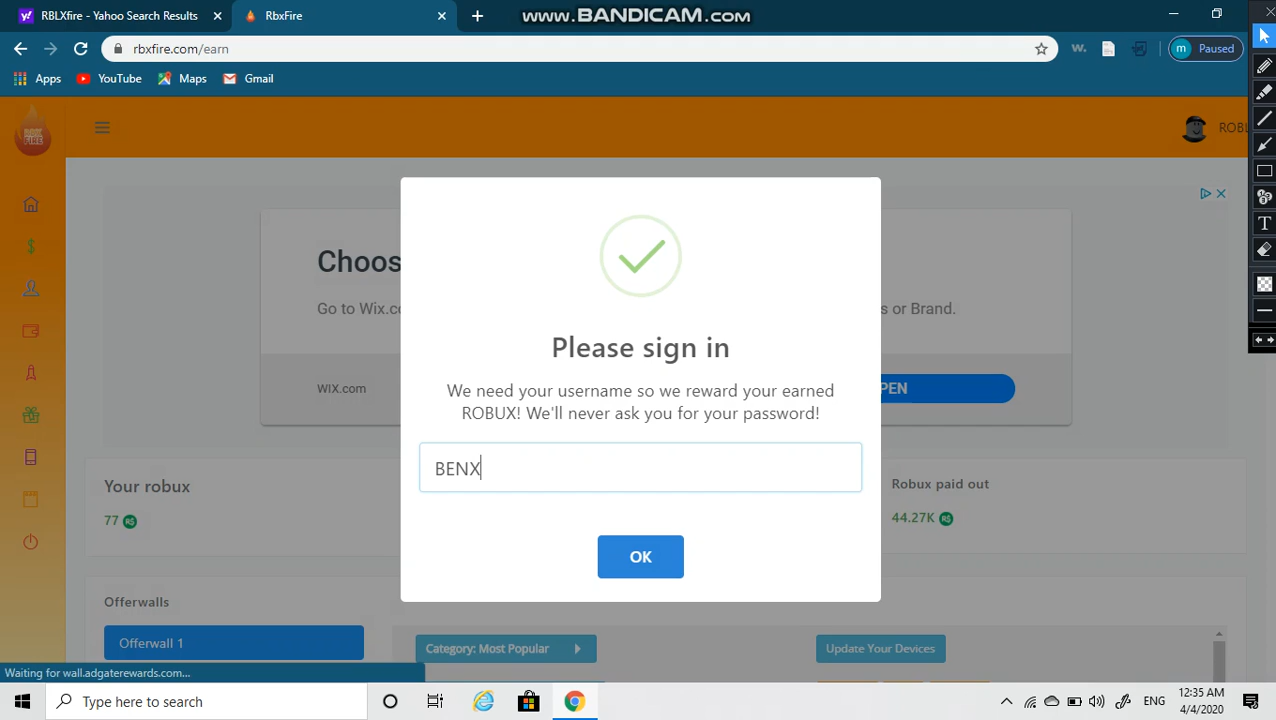 RBLXFire - Yahoo Search Results
RbxFire
www.BANDICAM.com
rbxfire.com/earn
w.
m
Paused
Apps
YouTube
Maps
Gmail
RBX
FIRE
ROBL
Choos
Go to Wix.co
s or Brand.
WIX.com
PEN
Please sign in
We need your username so we reward your earned
ROBUX! We'll never ask you for your password!
BENX
OK
Your robux
77
Robux paid out
44.27K
Offerwalls
Offerwall 1
Category: Most Popular
Update Your Devices
Waiting for wall.adgaterewards.com...
Type here to search
ENG
12:35 AM
4/4/2020